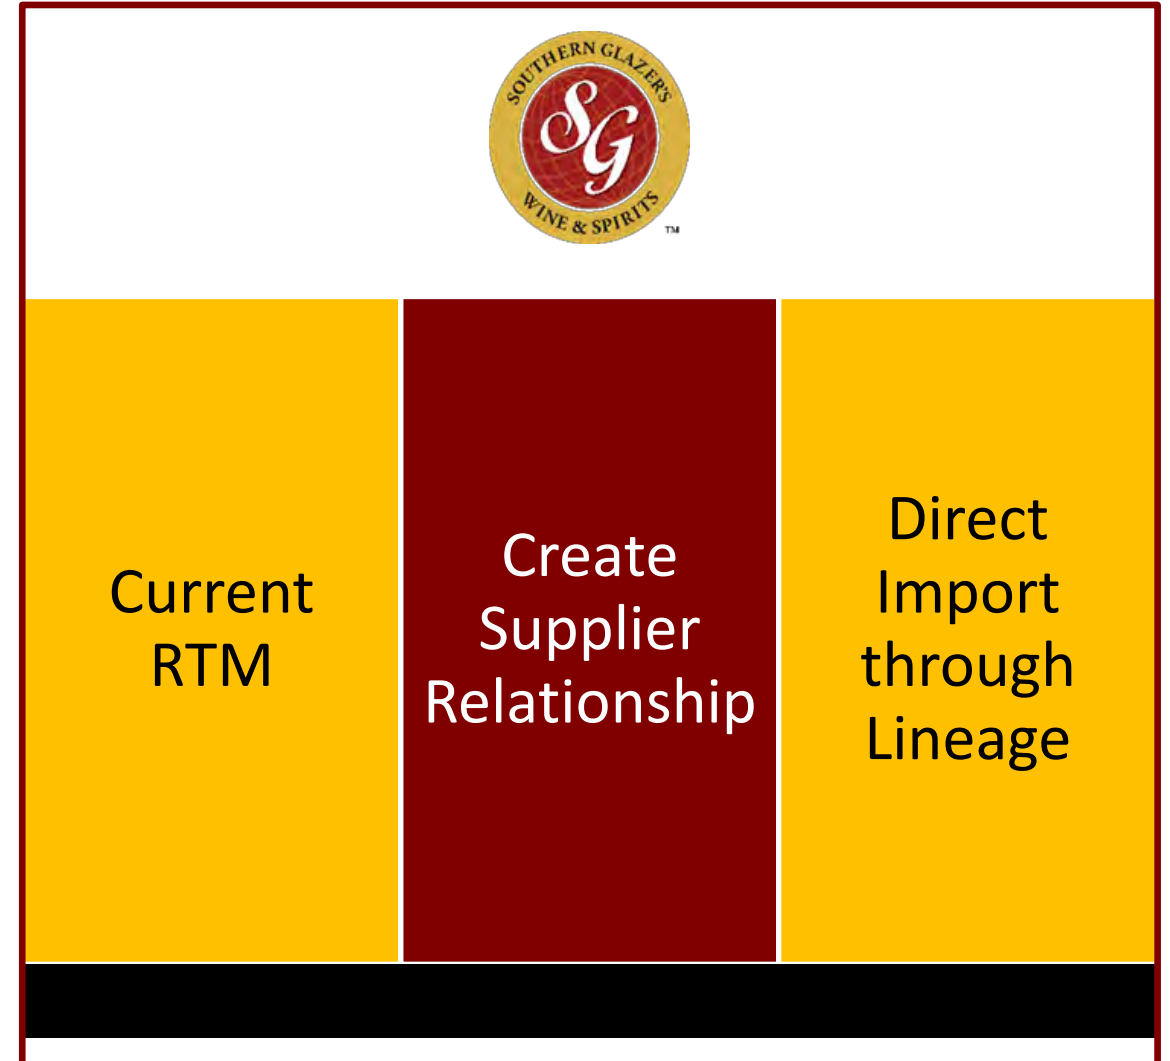 SOUTHERN GLAZER'S
SG
WINE & SPIRITS
TM
Current
RTM
Create
Supplier
Relationship
Direct
Import
through
Lineage